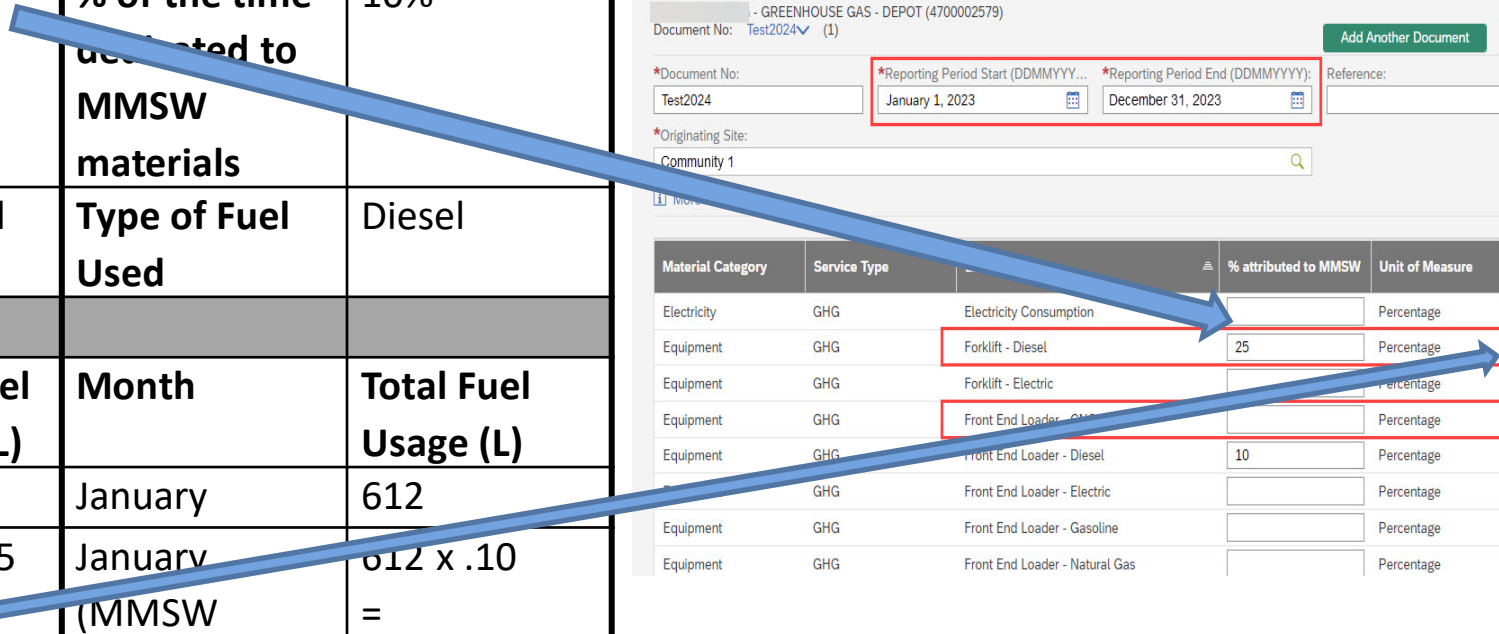 % of the time
dedicated to
MMSW
materials
10%
Type of Fuel
Used
Diesel
Month
Total Fuel
Usage (L)
January
612
5
January
(MMSW
612 x .10
=
- GREENHOUSE GAS - DEPOT (4700002579)
Document No: Test2024 (1)
Add Another Document
*Document No:
*Reporting Period Start (DDMMYYY...
*Reporting Period End (DDMMYYYY):
Reference:
Test2024
January 1, 2023
December 31, 2023
*Originating Site:
Community 1
Material Category Service Type % attributed to MMSW Unit of Measure
Electricity GHG Electricity Consumption Percentage
Equipment GHG Forklift - Diesel 25 Percentage
Equipment GHG Forklift - Electric Percentage
Equipment GHG Front End Loader - Percentage
Equipment GHG Front End Loader - Diesel 10 Percentage
GHG Front End Loader - Electric Percentage
Equipment GHG Front End Loader - Gasoline Percentage
Equipment GHG Front End Loader - Natural Gas Percentage